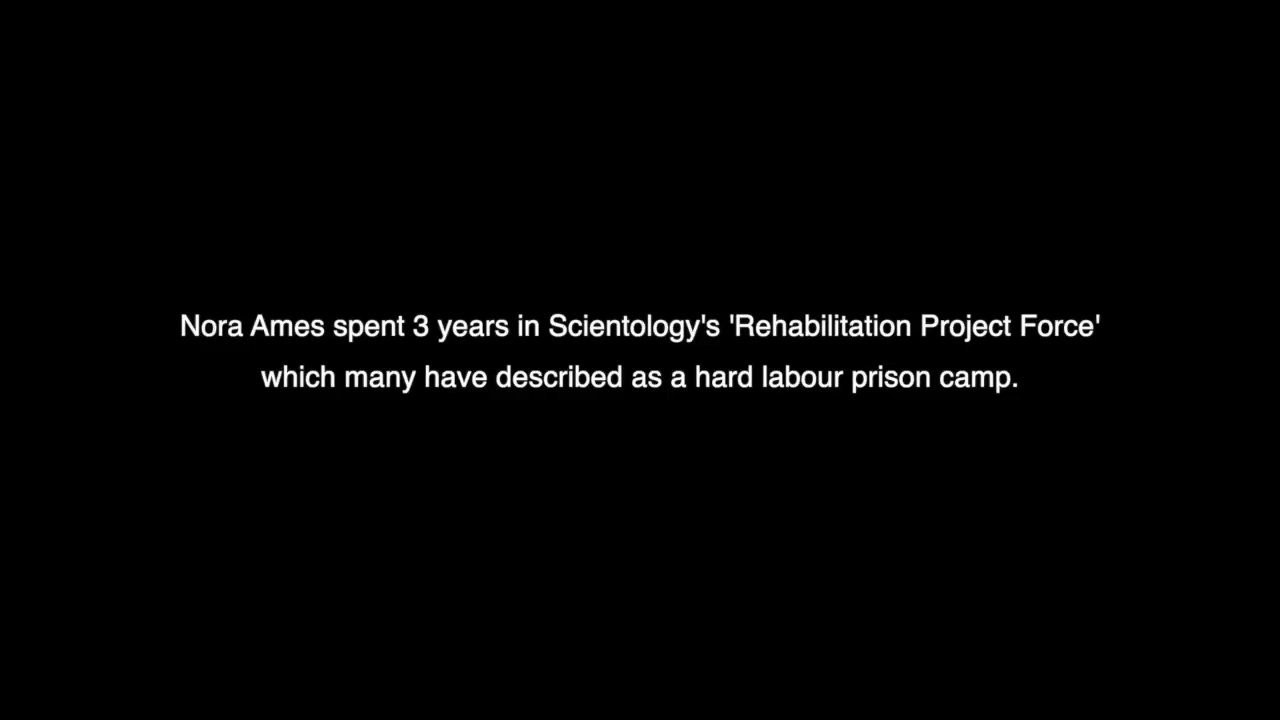 Nora Ames spent 3 years in Scientology's 'Rehabilitation Project Force'
which many have described as a hard labour prison camp.